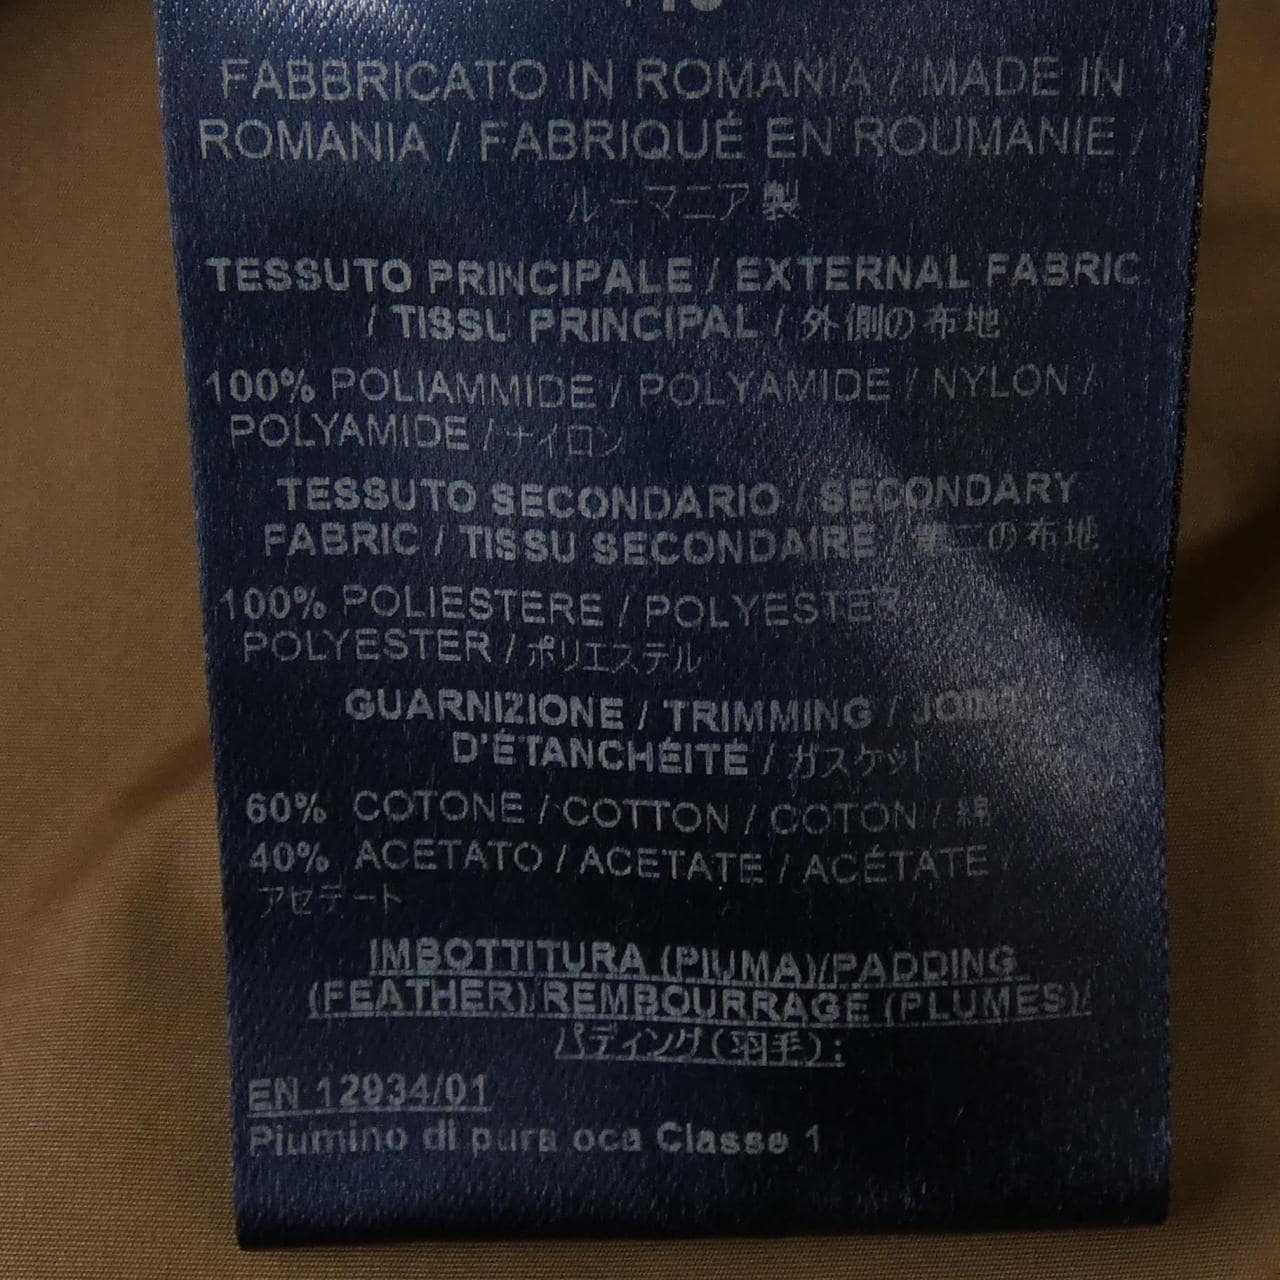 FABBRICATO IN ROMANIA / MADE IN
ROMANIA / FABRIQUÉ EN ROUMANIE /
ルーマニア製
TESSUTO PRINCIPALE / EXTERNAL FABRIC
/ TISSU PRINCIPAL / 外側の布地
100% POLIAMMIDE / POLYAMIDE / NYLON /
POLYAMIDE / ナイロン
TESSUTO SECONDARIO / SECONDARY
FABRIC / TISSU SECONDAIRE / 第二の布地
100% POLIESTERE / POLYESTER
POLYESTER / ポリエステル
GUARNIZIONE / TRIMMING / JOINT
D'ÉTANCHÉITÉ / ガスケット
60% COTONE / COTTON / COTON / 綿
40% ACETATO / ACETATE / ACÉTATE
アセテート
IMBOTTITURA (PIUMA)/PADDING
(FEATHER)/REMBOURRAGE (PLUMES)/
パディング(羽毛):
EN 12934/01
Piumino di pura oca Classe 1